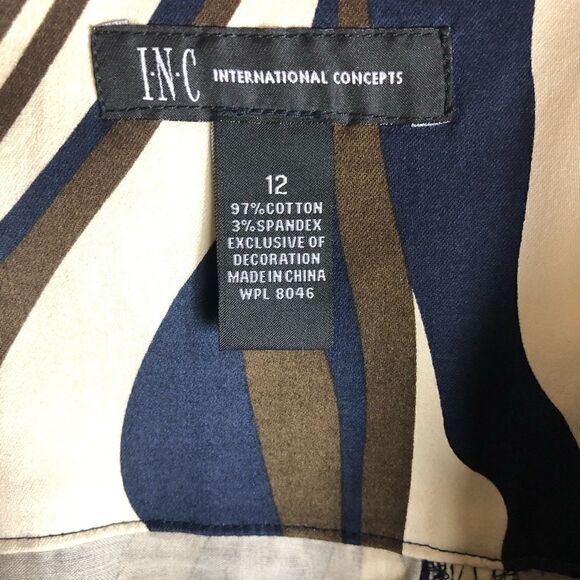 I·N·C INTERNATIONAL CONCEPTS
12
97%COTTON
3%SPANDEX
EXCLUSIVE OF
DECORATION
MADE IN CHINA
WPL 8046